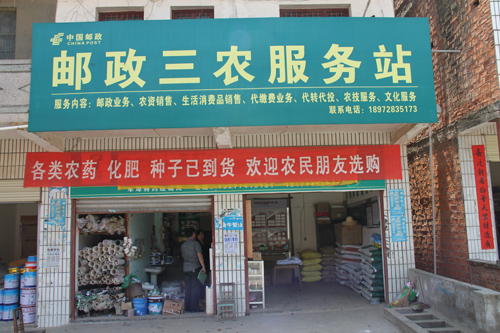 中国邮政
CHINA POST
邮政三农服务站
服务内容：邮政业务、农资销售、生活消费品销售、代缴费业务、代转代投、农技服务、文化服务
联系电话：18972835173
各类农药 化肥 种子已到货 欢迎农民朋友选购